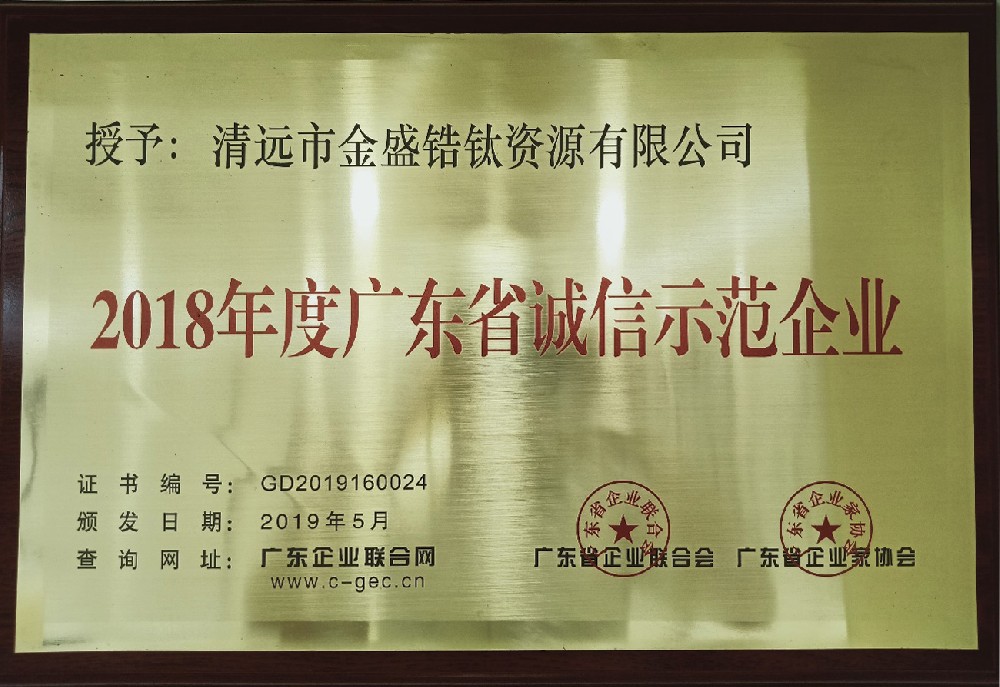 授予：清远市金盛锆钛资源有限公司
2018年度广东省诚信示范企业
证书编号：GD2019160024
颁发日期：2019年5月
查询网址：广东企业联合网
www.c-gec.cn
广东省企业联合会
广东省企业家协会